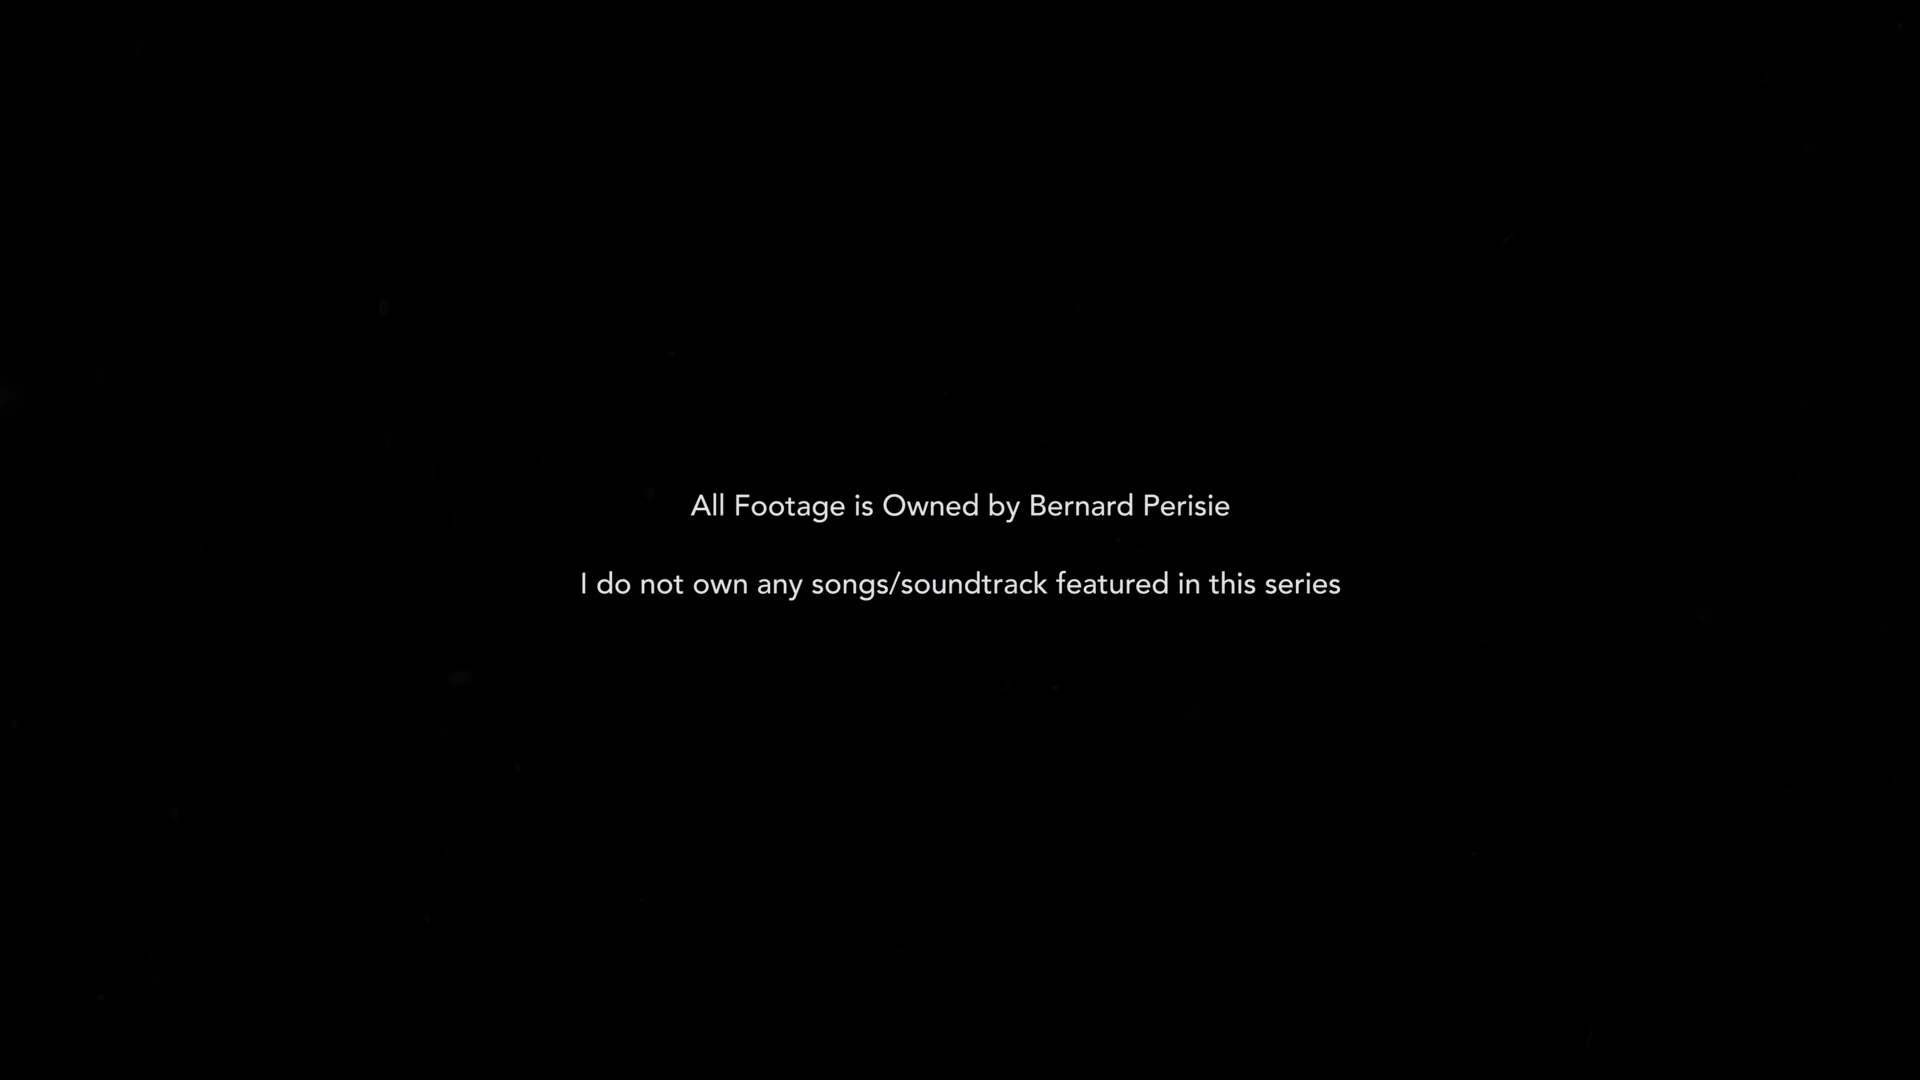 All Footage is Owned by Bernard Perisie
I do not own any songs/soundtrack featured in this series